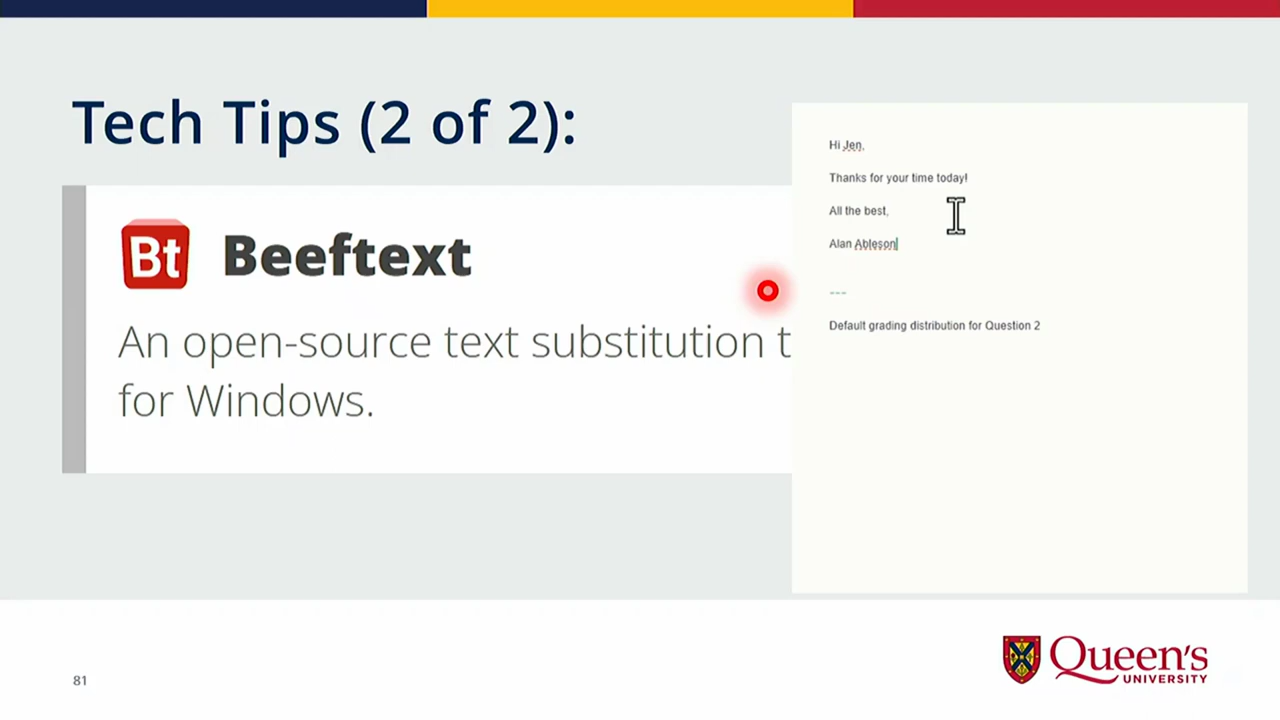 Tech Tips (2 of 2):
Bt Beeftext
An open-source text substitution t
for Windows.
Hi Jen,
Thanks for your time today!
All the best,
Alan Ableson
---
Default grading distribution for Question 2
81
Queen's
UNIVERSITY